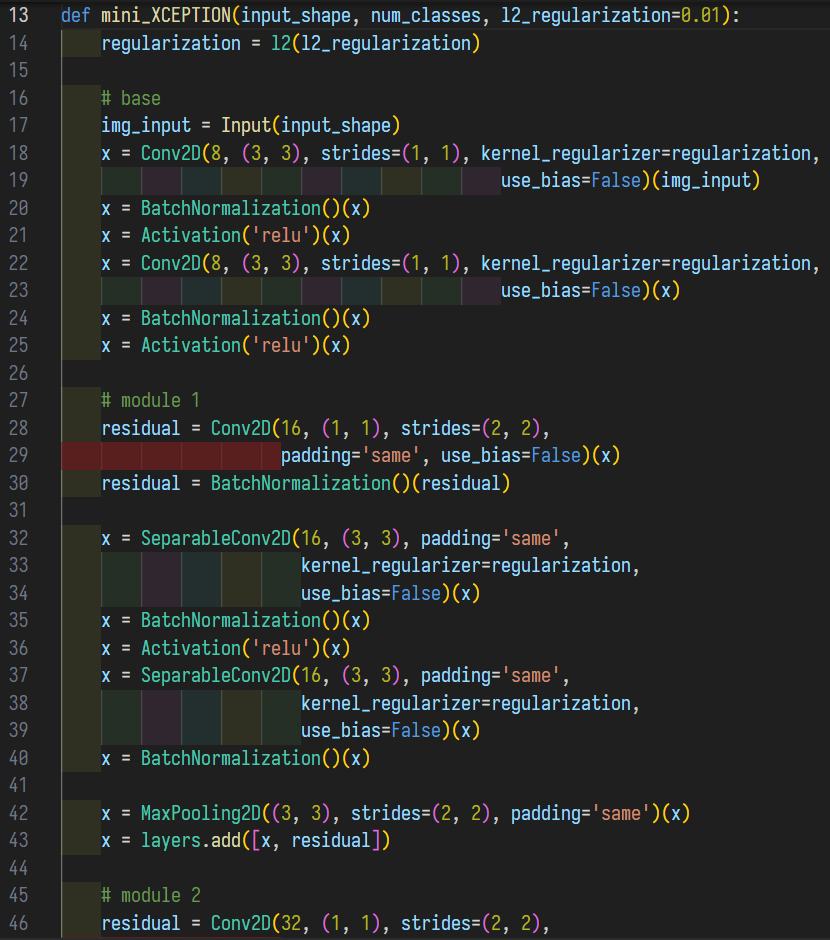 13 def mini_XCEPTION(input_shape, num_classes, l2_regularization=0.01):
14     regularization = l2(l2_regularization)
15
16     # base
17     img_input = Input(input_shape)
18     x = Conv2D(8, (3, 3), strides=(1, 1), kernel_regularizer=regularization,
19                                             use_bias=False)(img_input)
20     x = BatchNormalization()(x)
21     x = Activation('relu')(x)
22     x = Conv2D(8, (3, 3), strides=(1, 1), kernel_regularizer=regularization,
23                                             use_bias=False)(x)
24     x = BatchNormalization()(x)
25     x = Activation('relu')(x)
26
27     # module 1
28     residual = Conv2D(16, (1, 1), strides=(2, 2),
29                       padding='same', use_bias=False)(x)
30     residual = BatchNormalization()(residual)
31
32     x = SeparableConv2D(16, (3, 3), padding='same',
33                         kernel_regularizer=regularization,
34                         use_bias=False)(x)
35     x = BatchNormalization()(x)
36     x = Activation('relu')(x)
37     x = SeparableConv2D(16, (3, 3), padding='same',
38                         kernel_regularizer=regularization,
39                         use_bias=False)(x)
40     x = BatchNormalization()(x)
41
42     x = MaxPooling2D((3, 3), strides=(2, 2), padding='same')(x)
43     x = layers.add([x, residual])
44
45     # module 2
46     residual = Conv2D(32, (1, 1), strides=(2, 2),